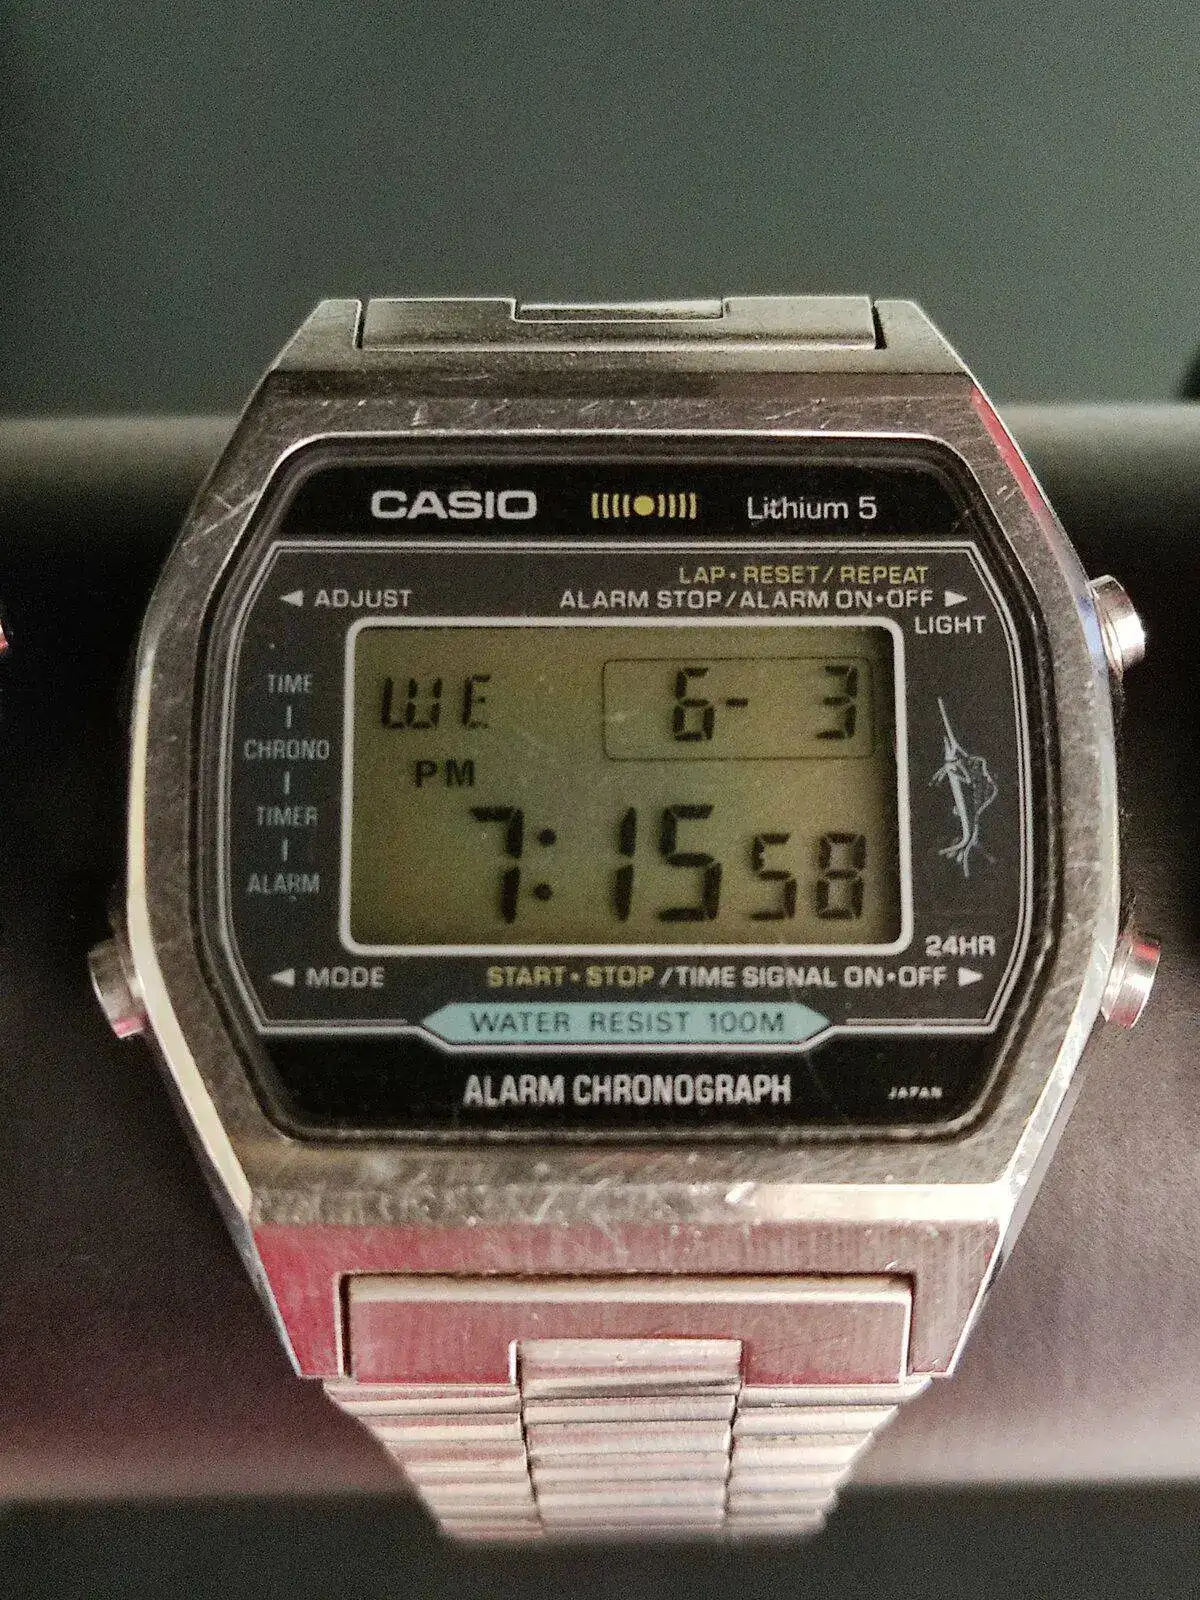 CASIO Lithium 5
LAP•RESET/REPEAT
◄ ADJUST ALARM STOP/ALARM ON•OFF ►
LIGHT
TIME
CHRONO
TIMER
ALARM
WE 6- 3
PM
7:15 58
24HR
◄ MODE START•STOP/TIME SIGNAL ON•OFF ►
WATER RESIST 100M
ALARM CHRONOGRAPH JAPAN